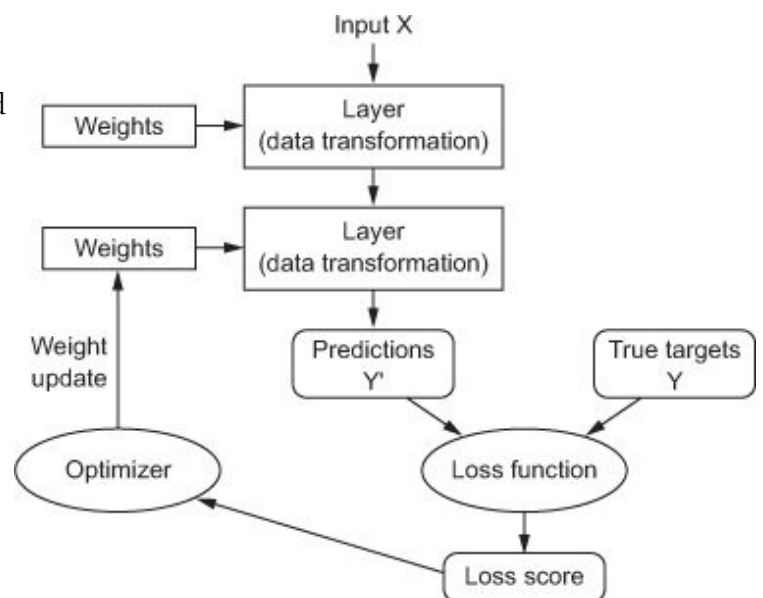 Input X
d
Weights
Layer
(data transformation)
Weights
Layer
(data transformation)
Weight
update
Predictions
Y'
True targets
Y
Optimizer
Loss function
Loss score